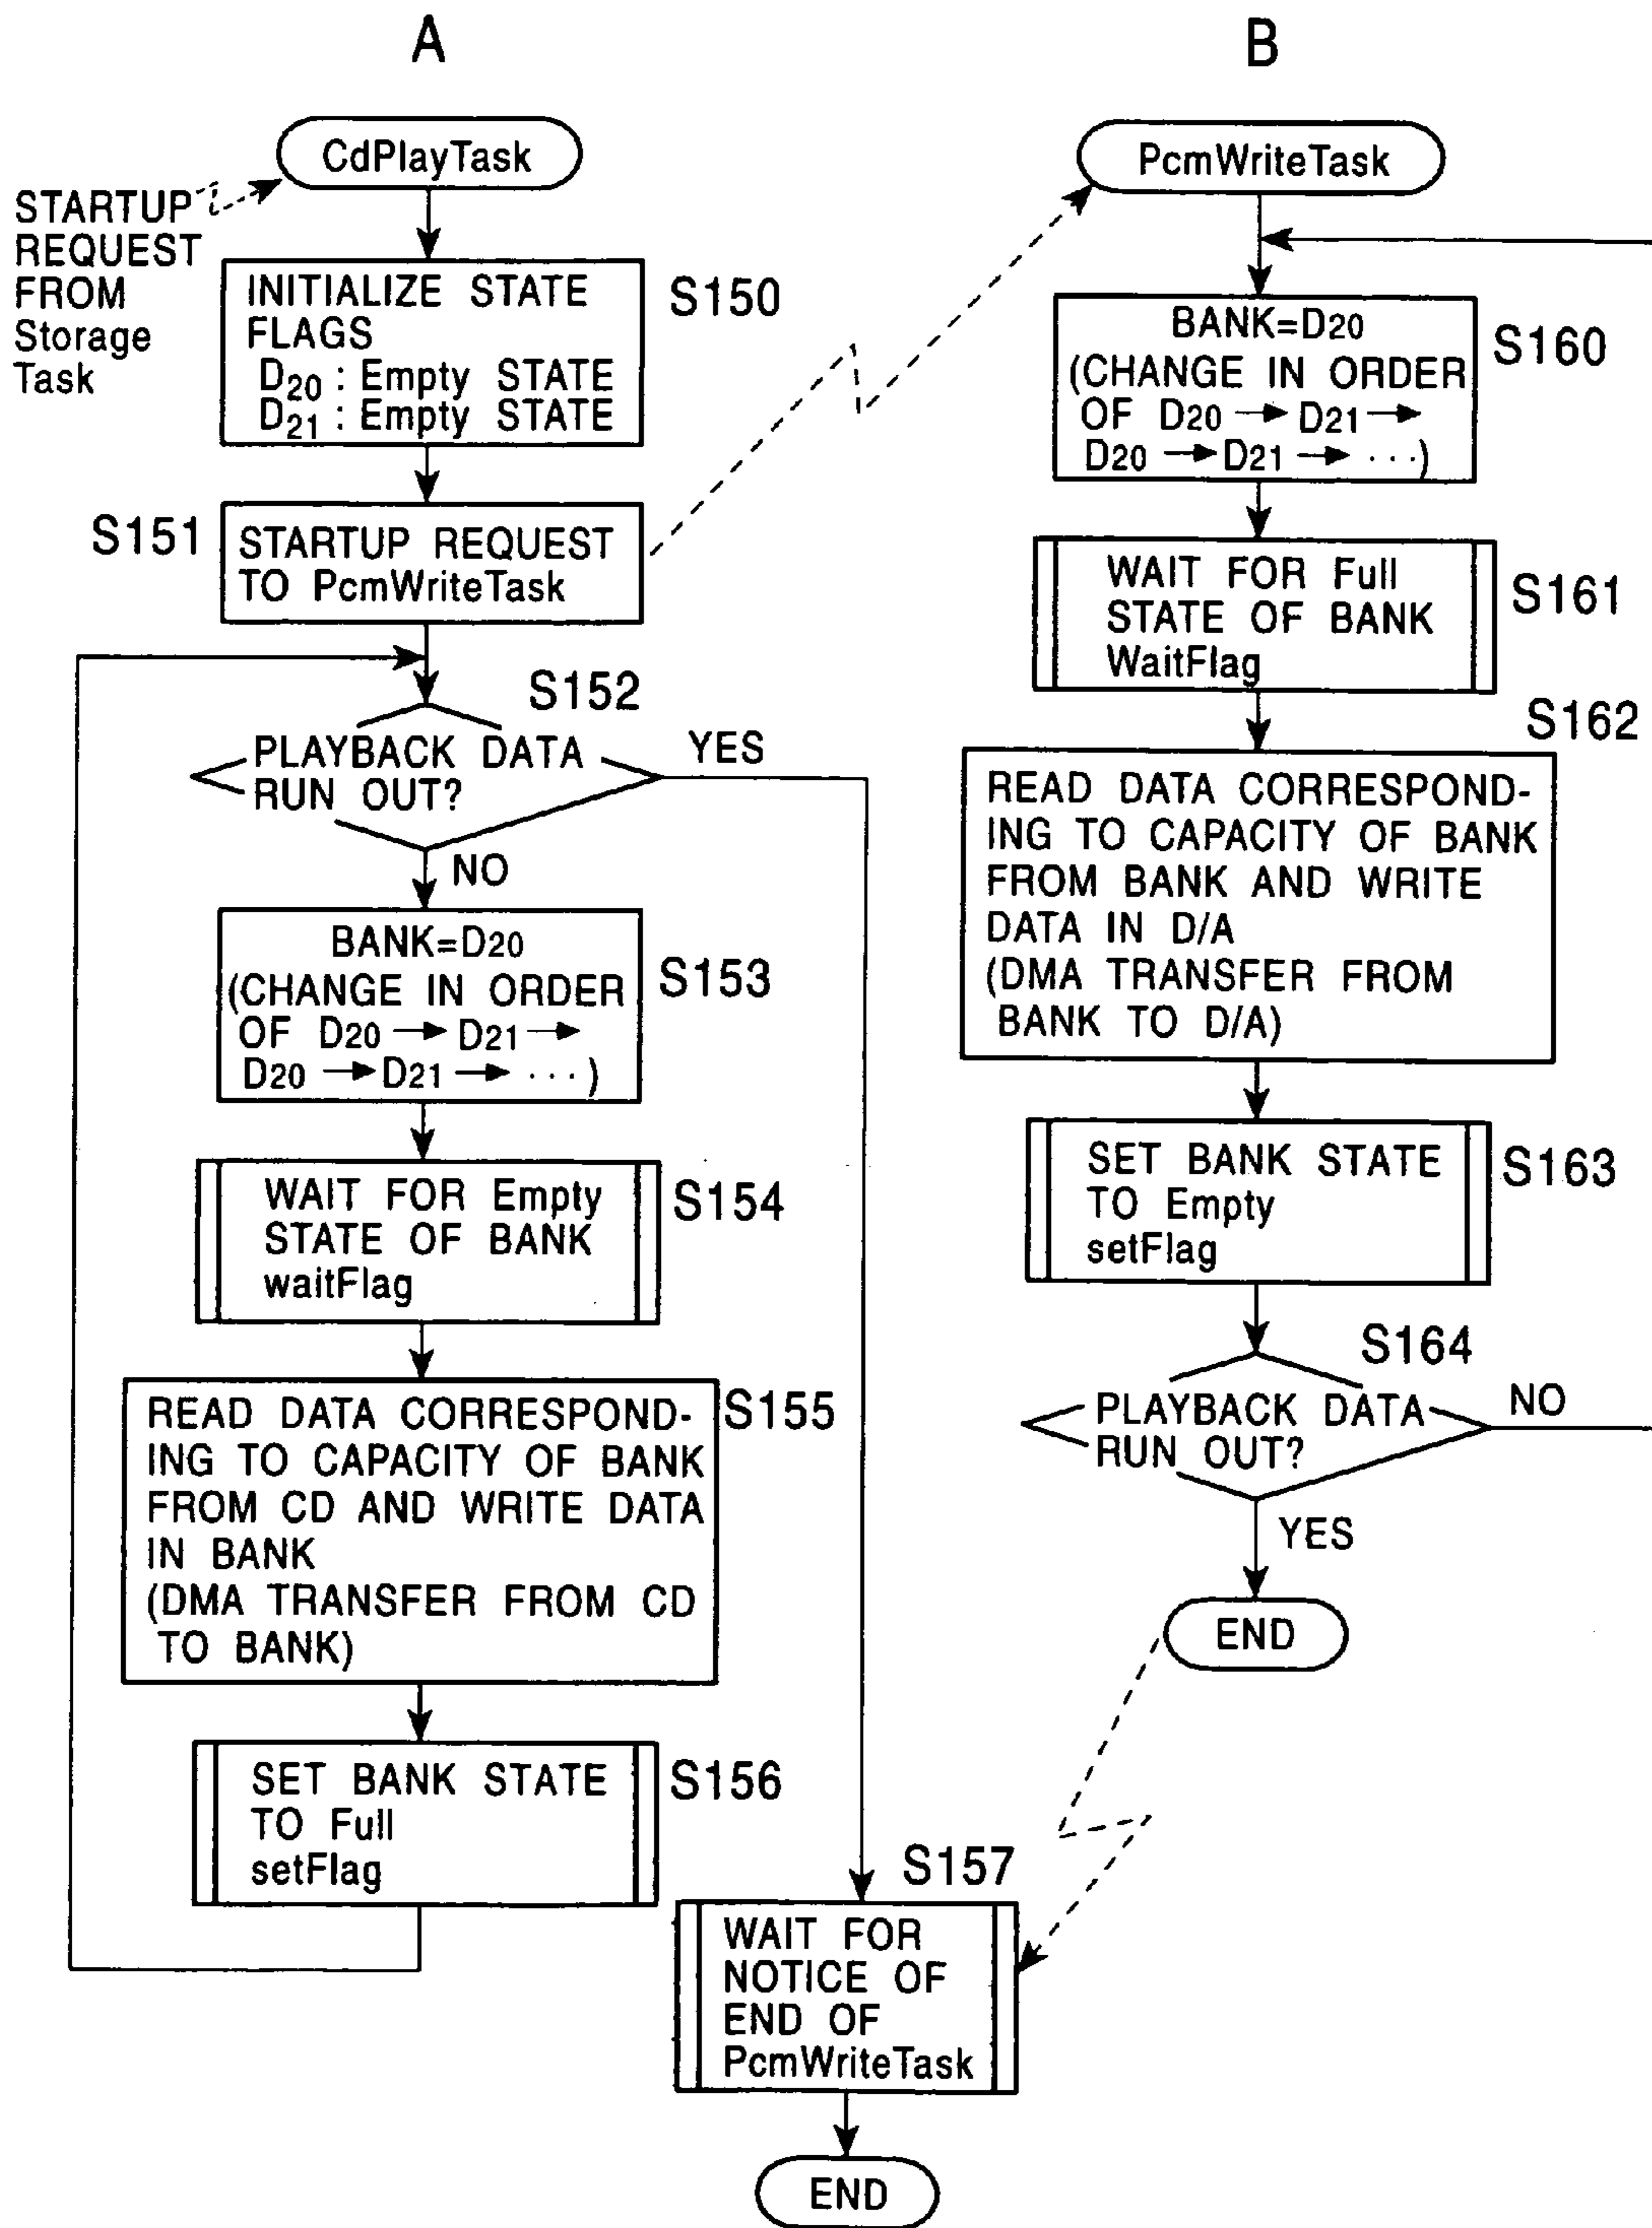 A
CdPlayTask
STARTUP
REQUEST
FROM
Storage
Task
INITIALIZE STATE
FLAGS
D20 : Empty STATE
D21 : Empty STATE
S150
S151
STARTUP REQUEST
TO PcmWriteTask
S152
PLAYBACK DATA
RUN OUT?
YES
NO
BANK=D20
(CHANGE IN ORDER
OF D20 → D21 →
D20 → D21 → ···)
S153
WAIT FOR Empty
STATE OF BANK
waitFlag
S154
READ DATA CORRESPOND-
ING TO CAPACITY OF BANK
FROM CD AND WRITE DATA
IN BANK
(DMA TRANSFER FROM CD
TO BANK)
S155
SET BANK STATE
TO Full
setFlag
S156
S157
WAIT FOR
NOTICE OF
END OF
PcmWriteTask
END
B
PcmWriteTask
BANK=D20
(CHANGE IN ORDER
OF D20 → D21 →
D20 → D21 → ···)
S160
WAIT FOR Full
STATE OF BANK
WaitFlag
S161
S162
READ DATA CORRESPOND-
ING TO CAPACITY OF BANK
FROM BANK AND WRITE
DATA IN D/A
(DMA TRANSFER FROM
BANK TO D/A)
SET BANK STATE
TO Empty
setFlag
S163
S164
PLAYBACK DATA
RUN OUT?
NO
YES
END